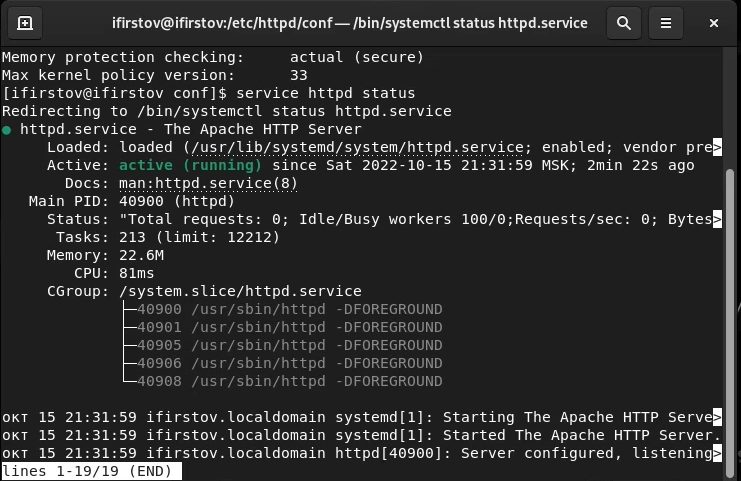 ifirstov@ifirstov:/etc/httpd/conf — /bin/systemctl status httpd.service
Memory protection checking:     actual (secure)
Max kernel policy version:      33
[ifirstov@ifirstov conf]$ service httpd status
Redirecting to /bin/systemctl status httpd.service
● httpd.service - The Apache HTTP Server
     Loaded: loaded (/usr/lib/systemd/system/httpd.service; enabled; vendor pre>
     Active: active (running) since Sat 2022-10-15 21:31:59 MSK; 2min 22s ago
       Docs: man:httpd.service(8)
   Main PID: 40900 (httpd)
     Status: "Total requests: 0; Idle/Busy workers 100/0;Requests/sec: 0; Bytes>
      Tasks: 213 (limit: 12212)
     Memory: 22.6M
        CPU: 81ms
     CGroup: /system.slice/httpd.service
             ├─40900 /usr/sbin/httpd -DFOREGROUND
             ├─40901 /usr/sbin/httpd -DFOREGROUND
             ├─40905 /usr/sbin/httpd -DFOREGROUND
             ├─40906 /usr/sbin/httpd -DFOREGROUND
             └─40908 /usr/sbin/httpd -DFOREGROUND
окт 15 21:31:59 ifirstov.localdomain systemd[1]: Starting The Apache HTTP Serve>
окт 15 21:31:59 ifirstov.localdomain systemd[1]: Started The Apache HTTP Server.
окт 15 21:31:59 ifirstov.localdomain httpd[40900]: Server configured, listening>
lines 1-19/19 (END)